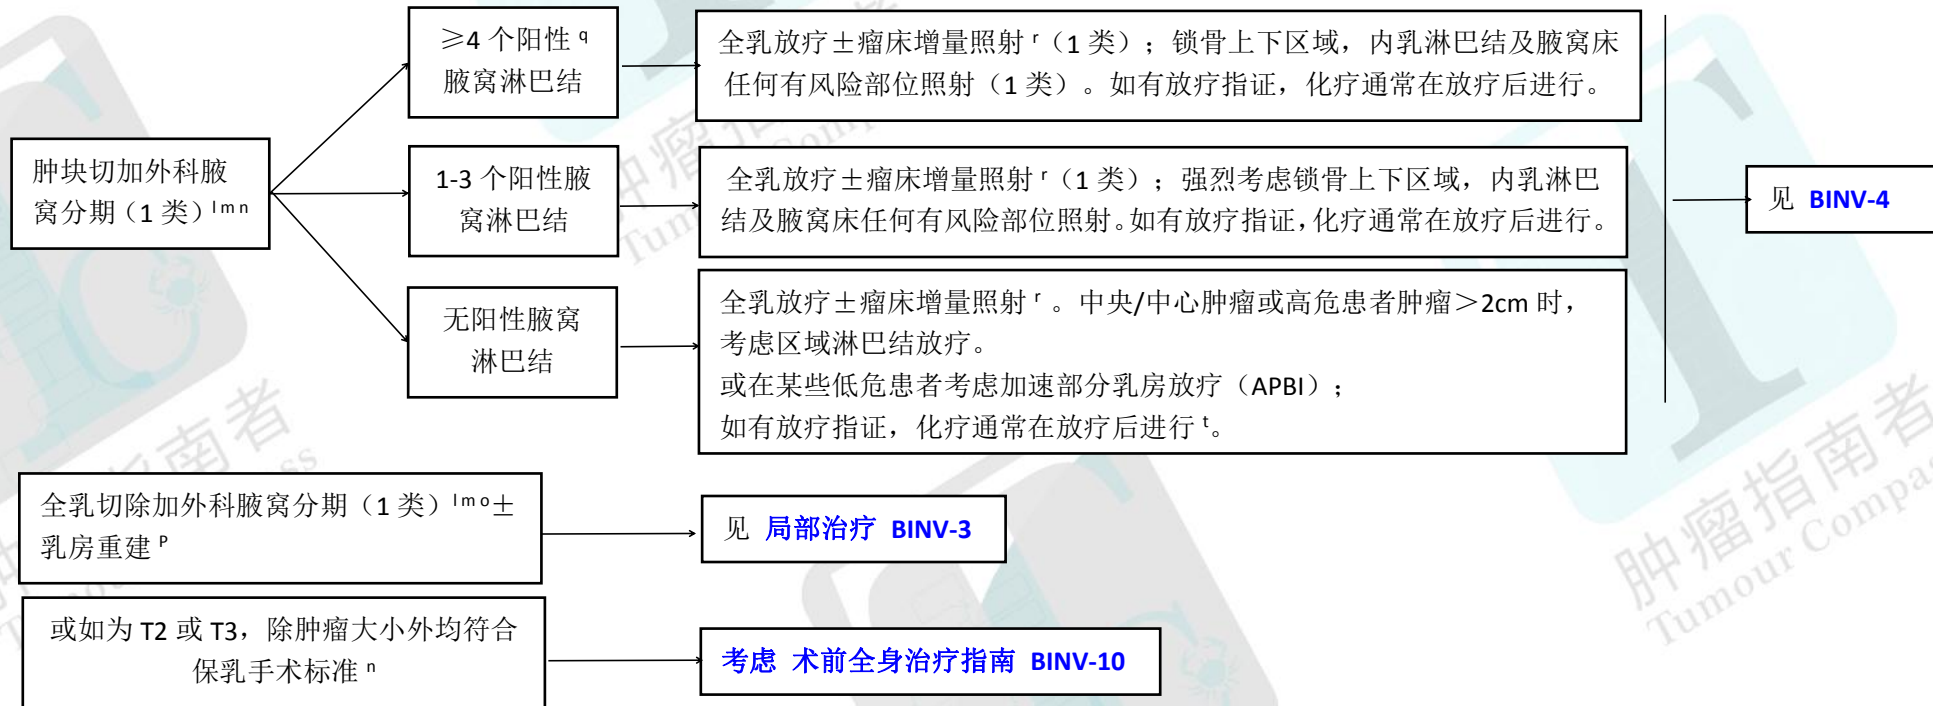 ≥4 个阳性 q
腋窝淋巴结
全乳放疗±瘤床增量照射 r（1 类）；锁骨上下区域，内乳淋巴结及腋窝床
任何有风险部位照射（1 类）。如有放疗指证，化疗通常在放疗后进行。
肿块切加外科腋
窝分期（1 类）l m n
1-3 个阳性腋
窝淋巴结
全乳放疗±瘤床增量照射 r（1 类）；强烈考虑锁骨上下区域，内乳淋巴
结及腋窝床任何有风险部位照射。如有放疗指证，化疗通常在放疗后进行。
见 BINV-4
无阳性腋窝
淋巴结
全乳放疗±瘤床增量照射 r 。中央/中心肿瘤或高危患者肿瘤＞2cm 时，
考虑区域淋巴结放疗。
或在某些低危患者考虑加速部分乳房放疗（APBI）；
如有放疗指证，化疗通常在放疗后进行 t。
全乳切除加外科腋窝分期（1 类）l m o±
乳房重建 P
见 局部治疗 BINV-3
或如为 T2 或 T3，除肿瘤大小外均符合
保乳手术标准 n
考虑 术前全身治疗指南 BINV-10
肿瘤指南者
Tumour Compass